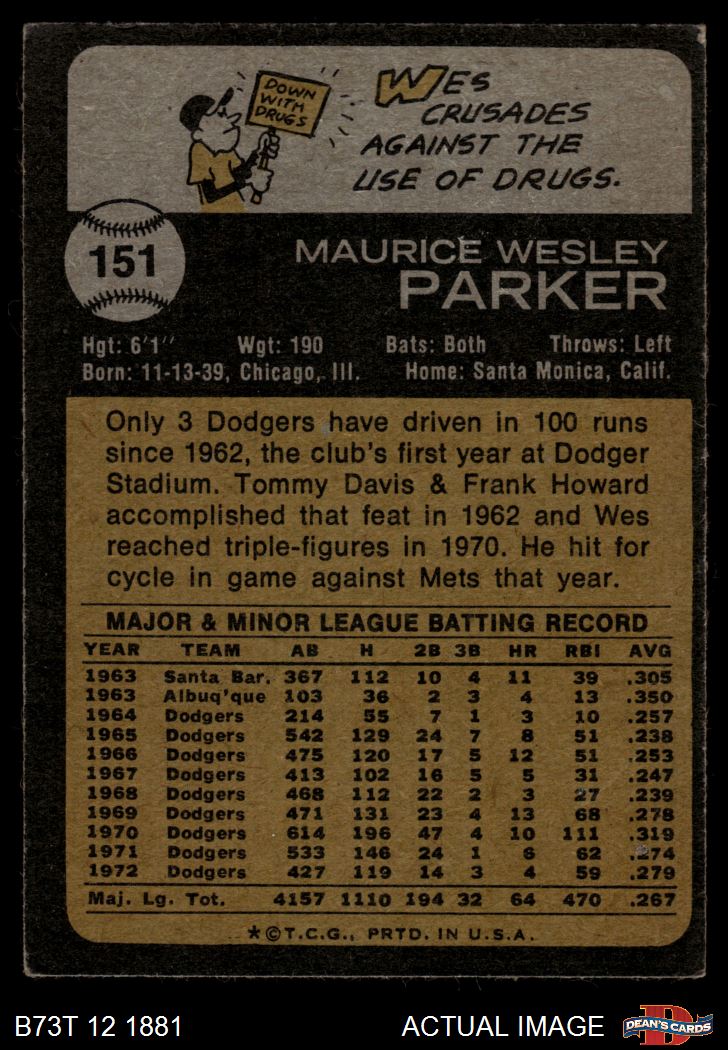 DOWN
WITH
DRUGS
WES
CRUSADES
AGAINST THE
USE OF DRUGS.
151
MAURICE WESLEY
PARKER
Hgt: 6'1" Wgt: 190 Bats: Both Throws: Left
Born: 11-13-39, Chicago, Ill. Home: Santa Monica, Calif.
Only 3 Dodgers have driven in 100 runs
since 1962, the club's first year at Dodger
Stadium. Tommy Davis & Frank Howard
accomplished that feat in 1962 and Wes
reached triple-figures in 1970. He hit for
cycle in game against Mets that year.
MAJOR & MINOR LEAGUE BATTING RECORD
YEAR TEAM AB H 2B 3B HR RBI AVG
1963 Santa Bar. 367 112 10 4 11 39 .305
1963 Albuq'que 103 36 2 3 4 13 .350
1964 Dodgers 214 55 7 1 3 10 .257
1965 Dodgers 542 129 24 7 8 51 .238
1966 Dodgers 475 120 17 5 12 51 .253
1967 Dodgers 413 102 16 5 5 31 .247
1968 Dodgers 468 112 22 2 3 27 .239
1969 Dodgers 471 131 23 4 13 68 .278
1970 Dodgers 614 196 47 4 10 111 .319
1971 Dodgers 533 146 24 1 6 62 .274
1972 Dodgers 427 119 14 3 4 59 .279
Maj. Lg. Tot. 4157 1110 194 32 64 470 .267
*©T.C.G., PRTD. IN U.S.A.
B73T 12 1881 ACTUAL IMAGE DEAN'S CARDS